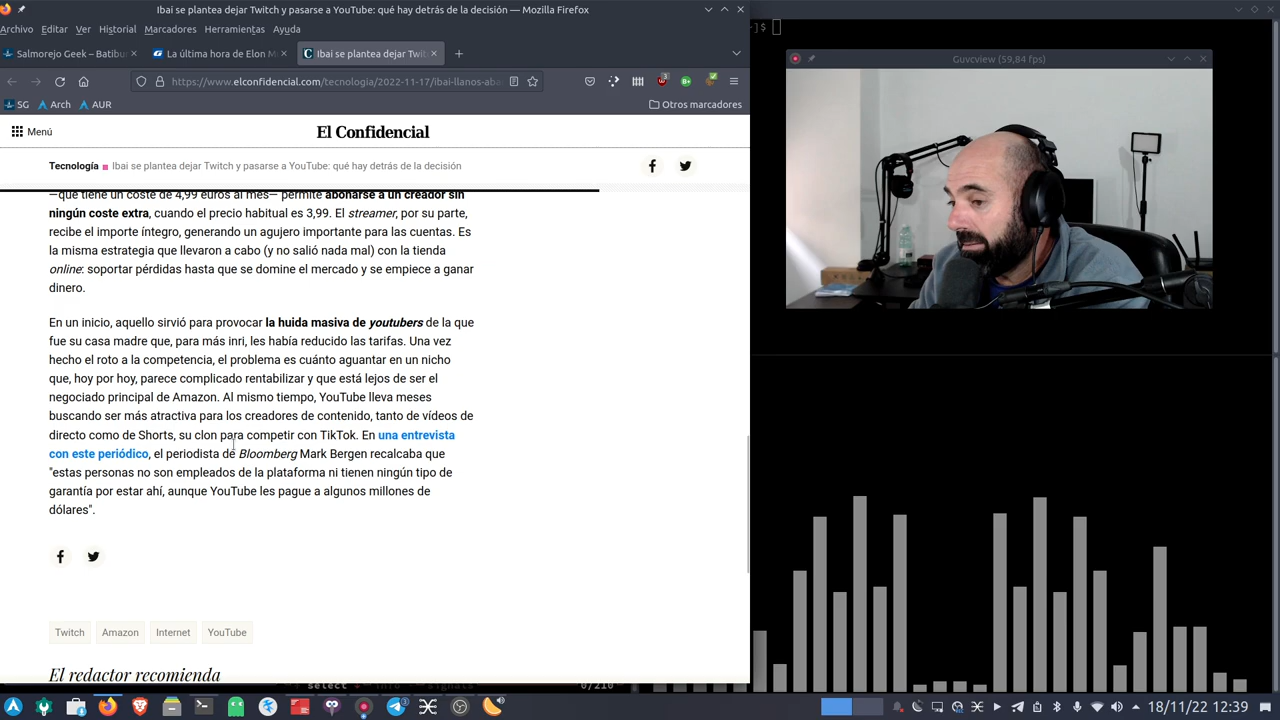 Ibai se plantea dejar Twitch y pasarse a YouTube: qué hay detrás de la decisión — Mozilla Firefox
Archivo Editar Ver Historial Marcadores Herramientas Ayuda
Salmorejo Geek — Batibu
La última hora de Elon M
Ibai se plantea dejar Twit
https://www.elconfidencial.com/tecnologia/2022-11-17/ibai-llanos-aba
SG Arch AUR
Otros marcadores
Menú
El Confidencial
Tecnología Ibai se plantea dejar Twitch y pasarse a YouTube: qué hay detrás de la decisión
—que tiene un coste de 4,99 euros al mes— permite abonarse a un creador sin
ningún coste extra, cuando el precio habitual es 3,99. El streamer, por su parte,
recibe el importe íntegro, generando un agujero importante para las cuentas. Es
la misma estrategia que llevaron a cabo (y no salió nada mal) con la tienda
online: soportar pérdidas hasta que se domine el mercado y se empiece a ganar
dinero.
En un inicio, aquello sirvió para provocar la huida masiva de youtubers de la que
fue su casa madre que, para más inri, les había reducido las tarifas. Una vez
hecho el roto a la competencia, el problema es cuánto aguantar en un nicho
que, hoy por hoy, parece complicado rentabilizar y que está lejos de ser el
negociado principal de Amazon. Al mismo tiempo, YouTube lleva meses
buscando ser más atractiva para los creadores de contenido, tanto de vídeos de
directo como de Shorts, su clon para competir con TikTok. En una entrevista
con este periódico, el periodista de Bloomberg Mark Bergen recalcaba que
"estas personas no son empleados de la plataforma ni tienen ningún tipo de
garantía por estar ahí, aunque YouTube les pague a algunos millones de
dólares".
Twitch Amazon Internet YouTube
El redactor recomienda
]$
Guvcview (59,84 fps)
select info signals 0/210
18/11/22 12:39